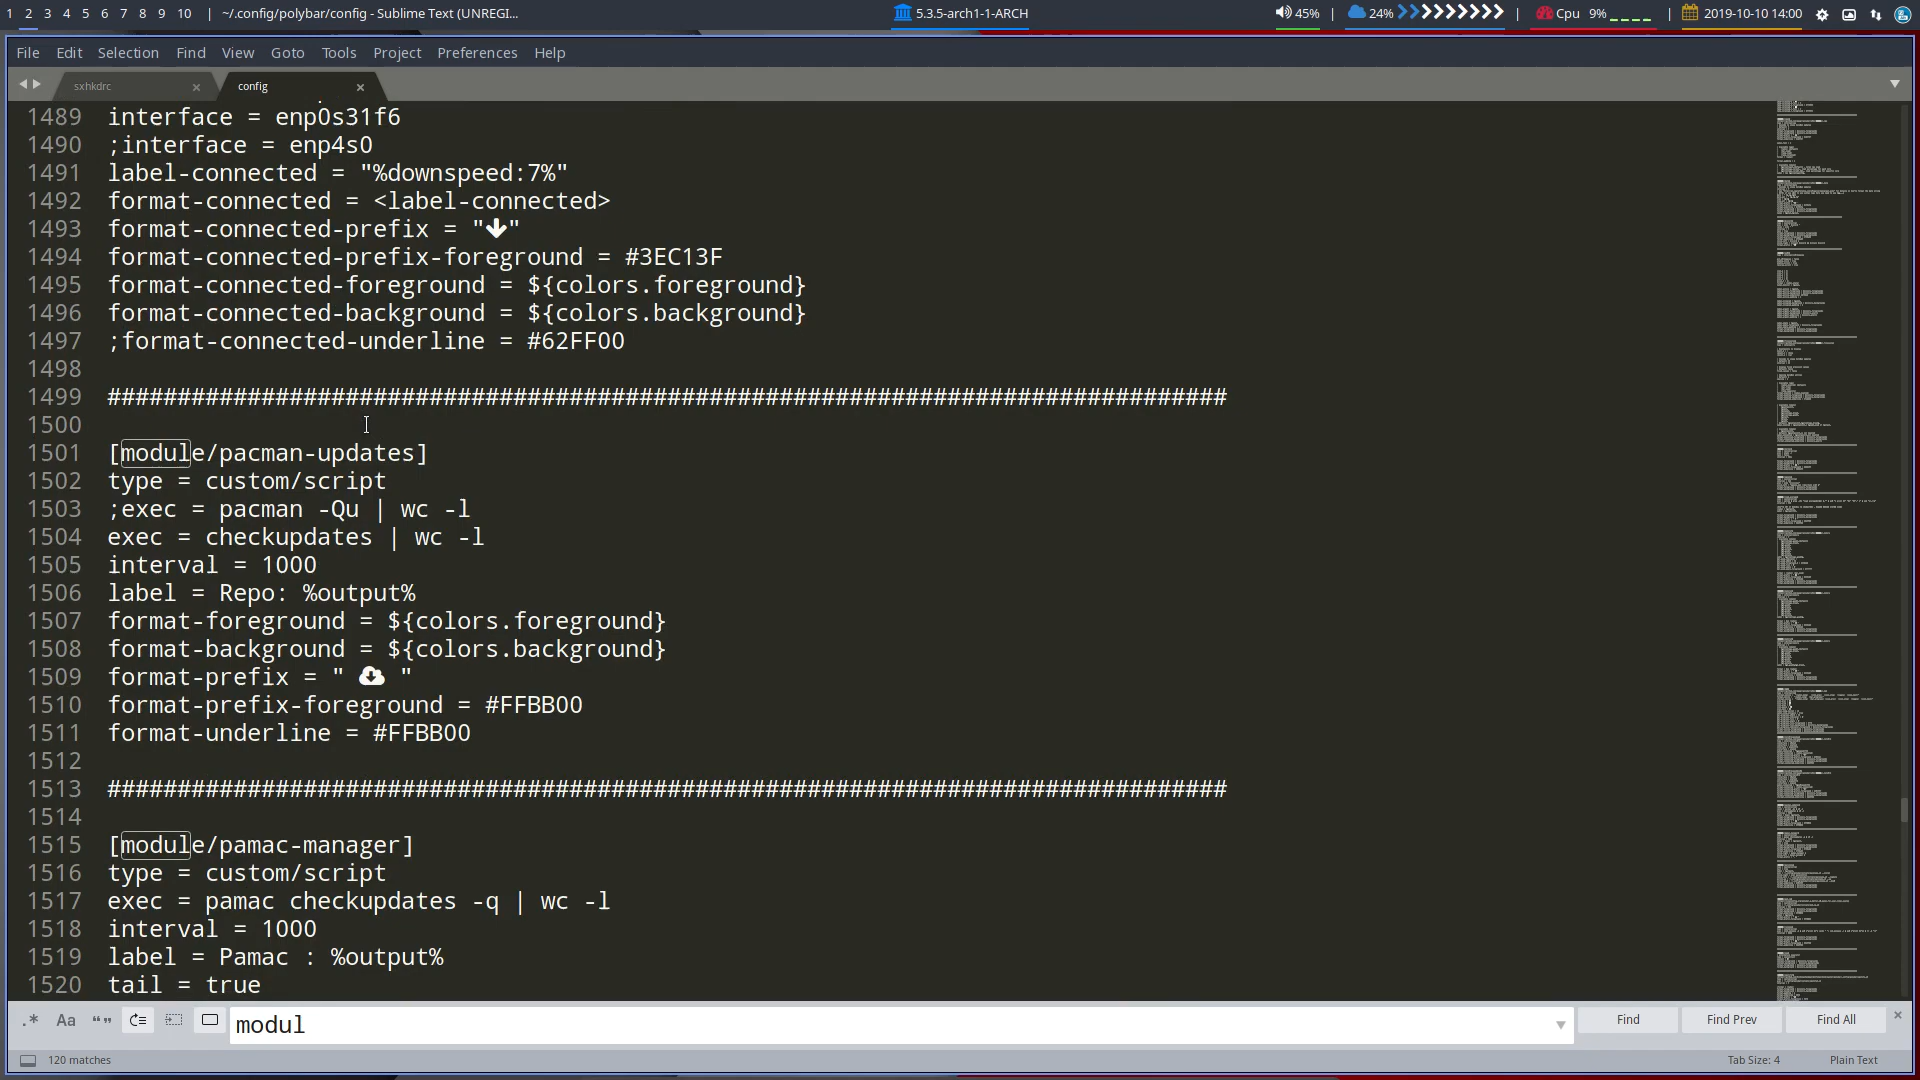 1 2 3 4 5 6 7 8 9 10 | ~/.config/polybar/config - Sublime Text (UNREGI... 5.3.5-arch1-1-ARCH 45% | 24% | Cpu 9% | 2019-10-10 14:00
File Edit Selection Find View Goto Tools Project Preferences Help
sxhkdrc × config ×
1489 interface = enp0s31f6
1490 ;interface = enp4s0
1491 label-connected = "%downspeed:7%"
1492 format-connected = <label-connected>
1493 format-connected-prefix = "🡇"
1494 format-connected-prefix-foreground = #3EC13F
1495 format-connected-foreground = ${colors.foreground}
1496 format-connected-background = ${colors.background}
1497 ;format-connected-underline = #62FF00
1498
1499 ################################################################################
1500
1501 [module/pacman-updates]
1502 type = custom/script
1503 ;exec = pacman -Qu | wc -l
1504 exec = checkupdates | wc -l
1505 interval = 1000
1506 label = Repo: %output%
1507 format-foreground = ${colors.foreground}
1508 format-background = ${colors.background}
1509 format-prefix = "  "
1510 format-prefix-foreground = #FFBB00
1511 format-underline = #FFBB00
1512
1513 ################################################################################
1514
1515 [module/pamac-manager]
1516 type = custom/script
1517 exec = pamac checkupdates -q | wc -l
1518 interval = 1000
1519 label = Pamac : %output%
1520 tail = true
.* Aa “” modul Find Find Prev Find All ×
120 matches Tab Size: 4 Plain Text